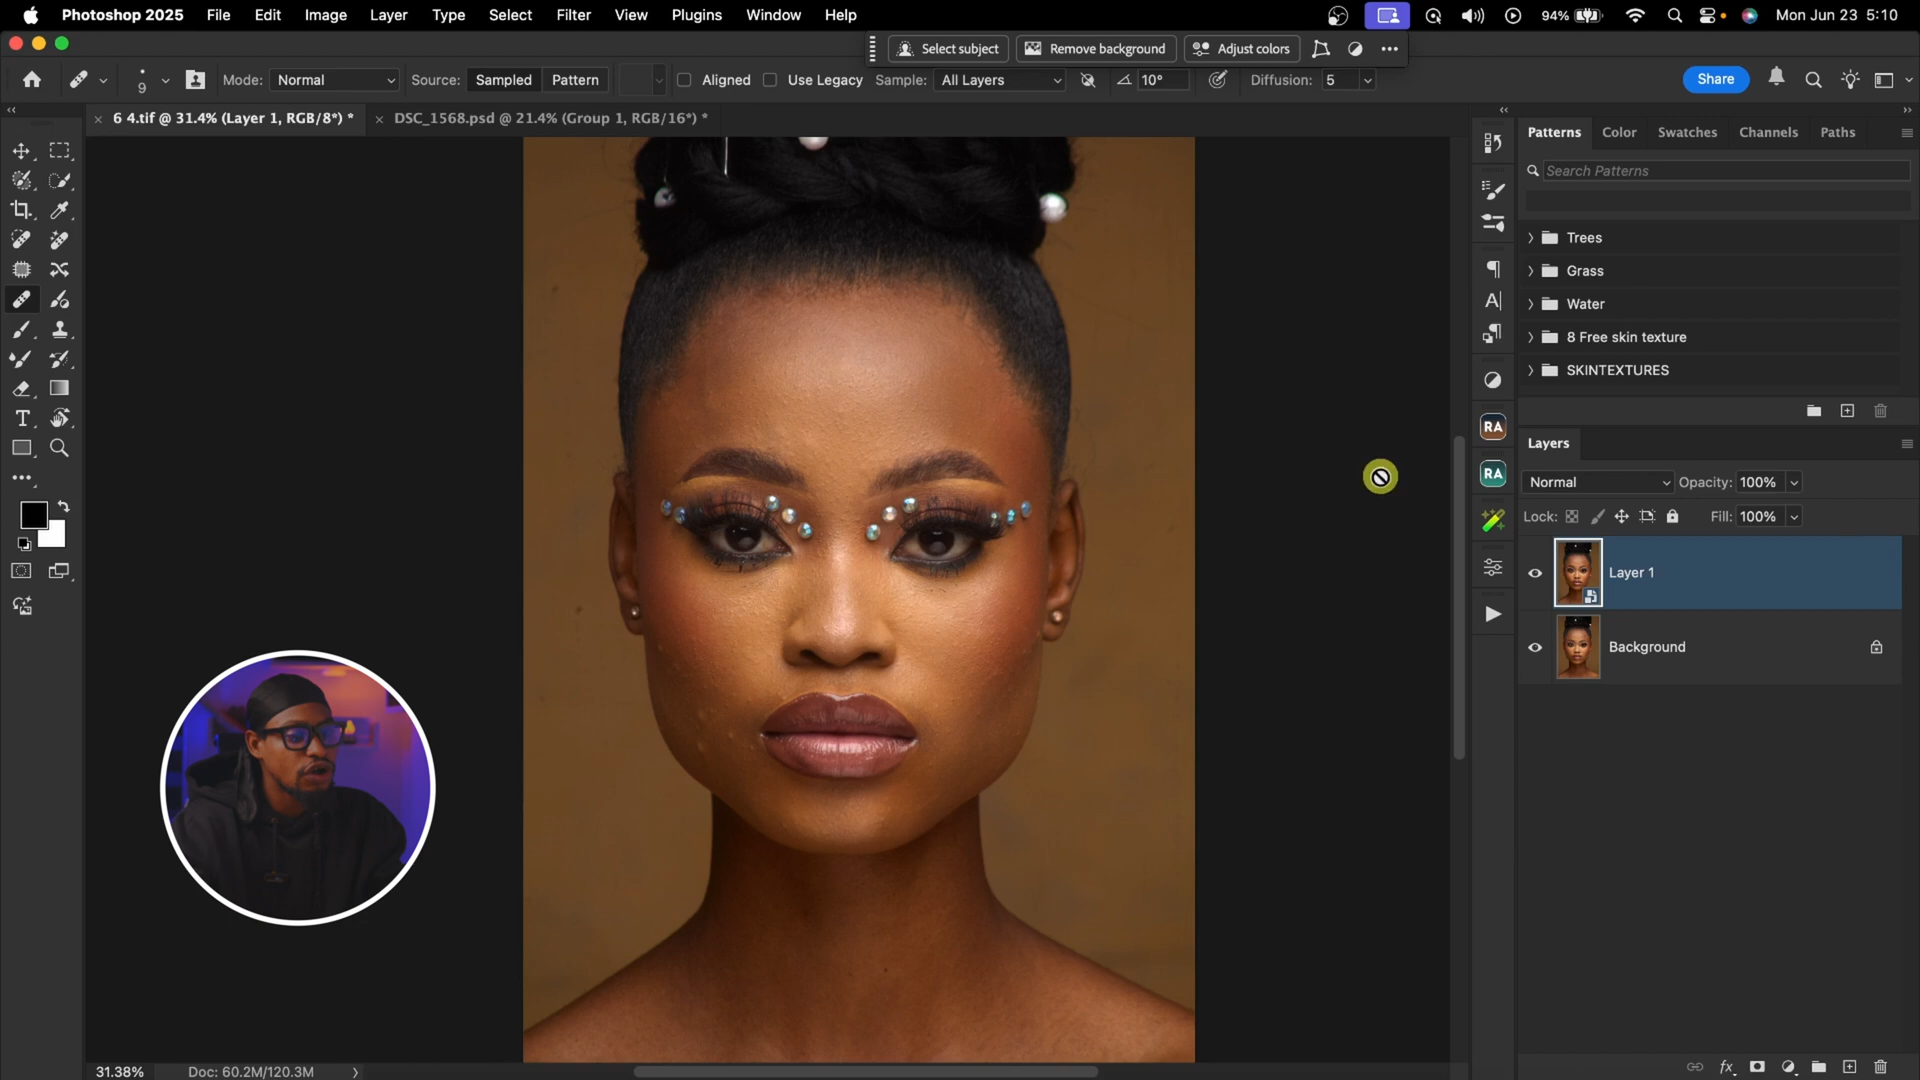 Photoshop 2025 File Edit Image Layer Type Select Filter View Plugins Window Help 94% Mon Jun 23 5:10
Select subject Remove background Adjust colors
9 Mode: Normal Source: Sampled Pattern Aligned Use Legacy Sample: All Layers 10° Diffusion: 5 Share
6 4.tif @ 31.4% (Layer 1, RGB/8*) * DSC_1568.psd @ 21.4% (Group 1, RGB/16*) *
Patterns Color Swatches Channels Paths
Search Patterns
Trees
Grass
Water
8 Free skin texture
SKINTEXTURES
RA
Layers
RA
Normal Opacity: 100%
Lock: Fill: 100%
Layer 1
Background
31.38% Doc: 60.2M/120.3M
fx